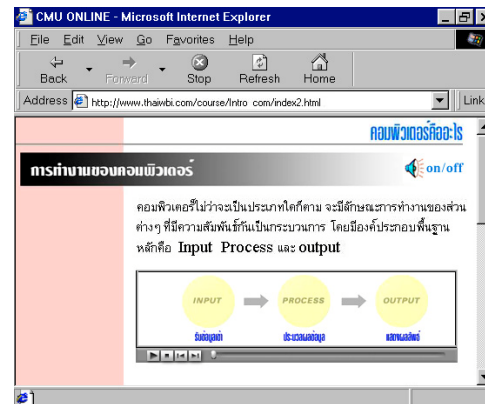 CMU ONLINE - Microsoft Internet Explorer
File Edit View Go Favorites Help
Back Forward Stop Refresh Home
Address http://www.thaiwbi.com/course/Intro com/index2.html Link
คอมพิวเตอร์คืออะไร
การทำงานของคอมพิวเตอร์ on/off
คอมพิวเตอร์ไม่ว่าจะเป็นประเภทใดก็ตาม จะมีลักษณะการทำงานของส่วน
ต่างๆ ที่มีความสัมพันธ์กันเป็นกระบวนการ โดยมีองค์ประกอบพื้นฐาน
หลักคือ Input Process และ output
INPUT PROCESS OUTPUT
รับข้อมูลเข้า ประมวลผลข้อมูล แสดงผลลัพธ์